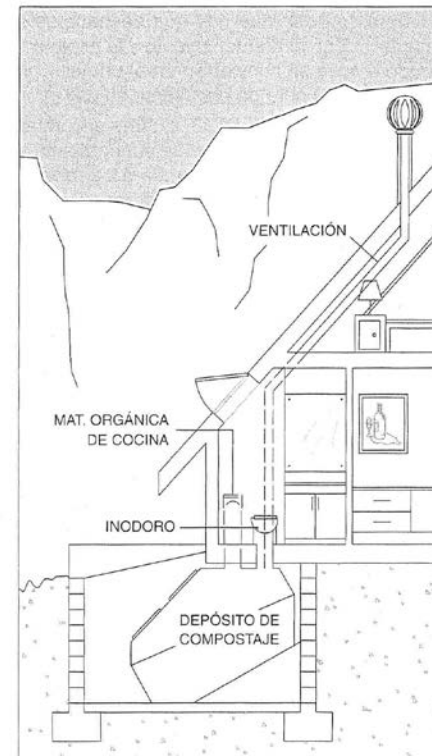 VENTILACIÓN
MAT. ORGÁNICA
DE COCINA
INODORO
DEPÓSITO DE
COMPOSTAJE